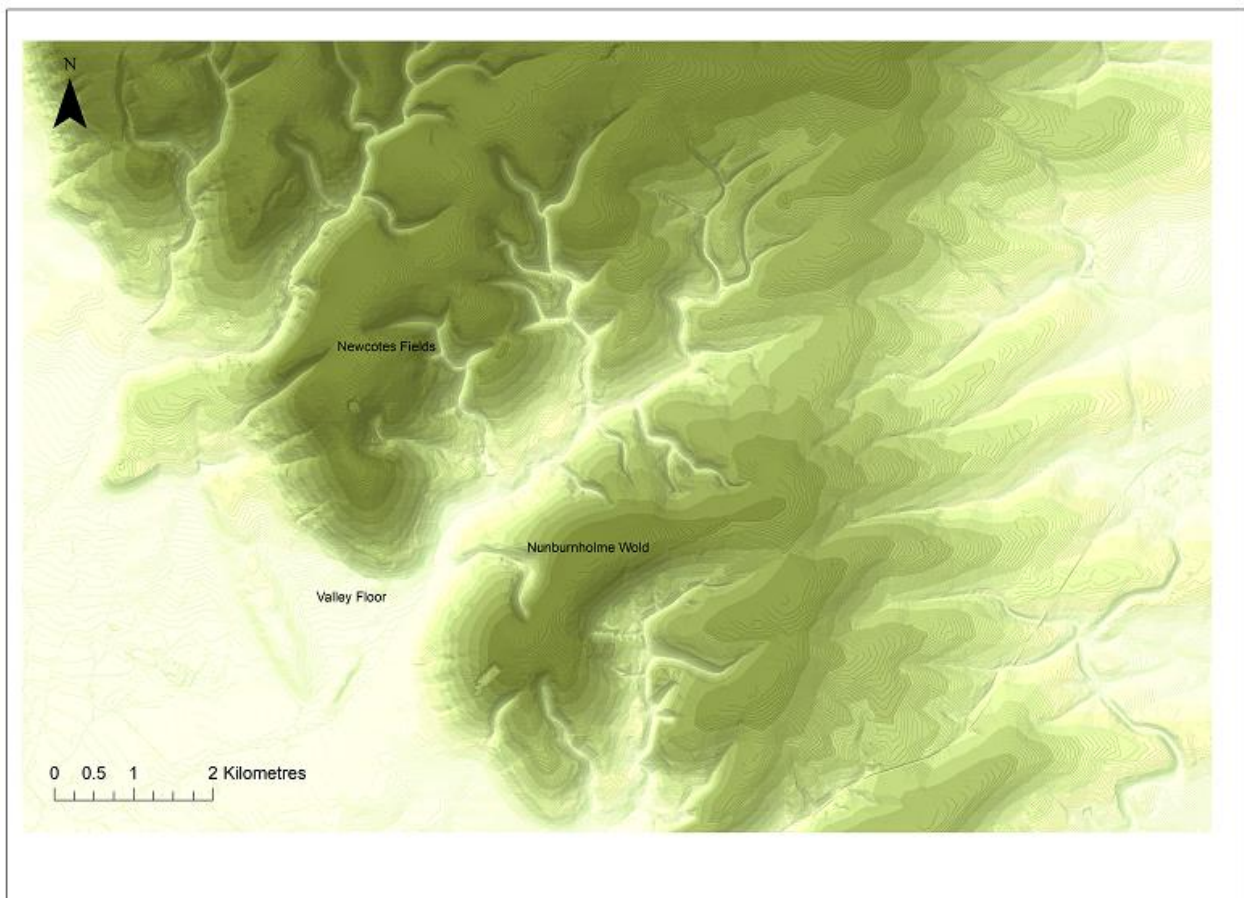 N
Newcotes Fields
Nunburnholme Wold
Valley Floor
0 0.5 1 2 Kilometres